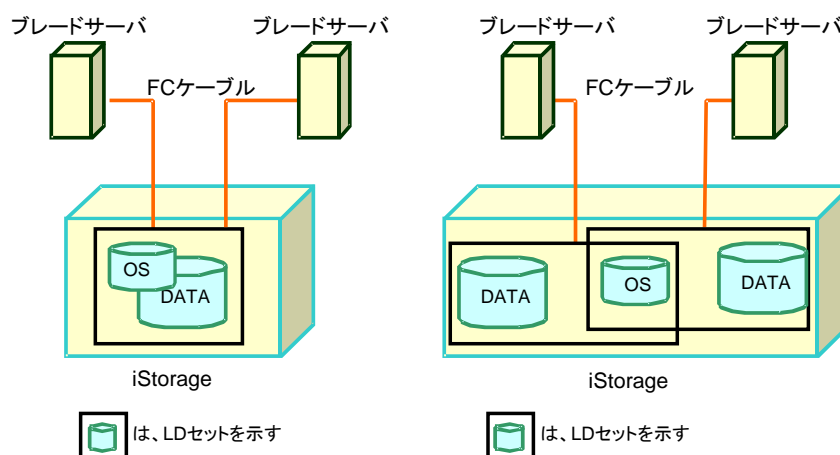 ブレードサーバ ブレードサーバ
FCケーブル
OS
DATA
iStorage
は、LDセットを示す
ブレードサーバ ブレードサーバ
FCケーブル
DATA
OS
DATA
iStorage
は、LDセットを示す